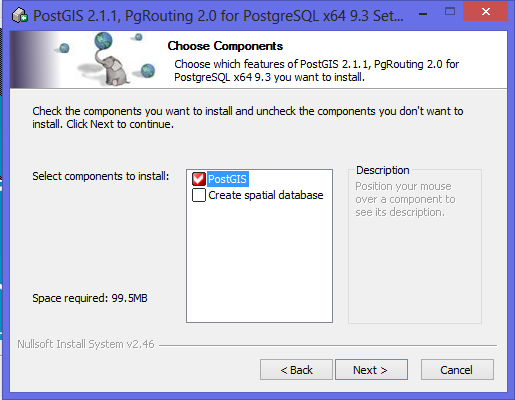 PostGIS 2.1.1, PgRouting 2.0 for PostgreSQL x64 9.3 Set...
Choose Components
Choose which features of PostGIS 2.1.1, PgRouting 2.0 for
PostgreSQL x64 9.3 you want to install.
Check the components you want to install and uncheck the components you don't want to
install. Click Next to continue.
Select components to install:
PostGIS
Create spatial database
Description
Position your mouse
over a component to
see its description.
Space required: 99.5MB
Nullsoft Install System v2.46
< Back
Next >
Cancel